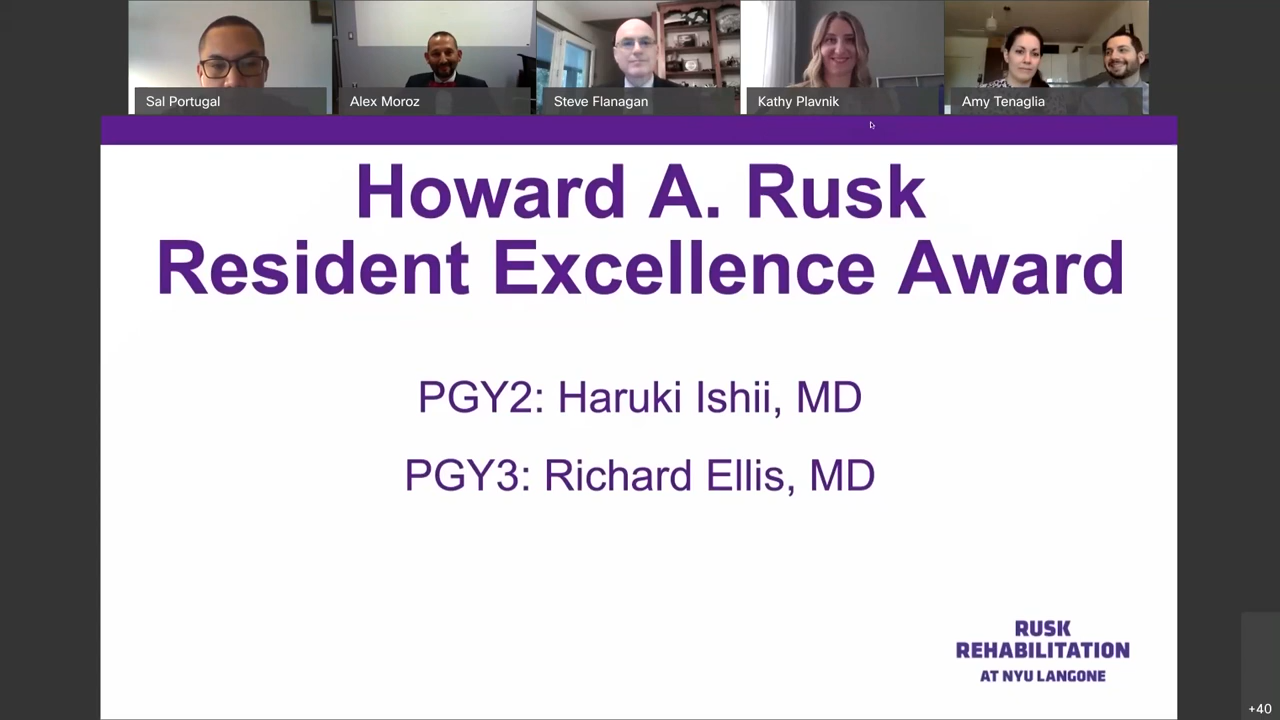 Sal Portugal
Alex Moroz
Steve Flanagan
Kathy Plavnik
Amy Tenaglia
Howard A. Rusk
Resident Excellence Award
PGY2: Haruki Ishii, MD
PGY3: Richard Ellis, MD
RUSK
REHABILITATION
AT NYU LANGONE
+40